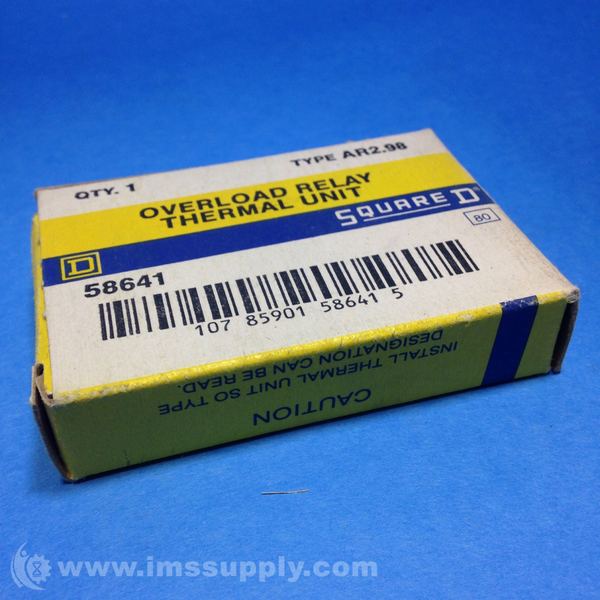 QTY. 1
TYPE AR2.98
OVERLOAD RELAY
THERMAL UNIT
SQUARE D
80
D
58641
107 85901 58641 5
CAUTION
INSTALL THERMAL UNIT SO TYPE
DESIGNATION CAN BE READ.
www.imssupply.com